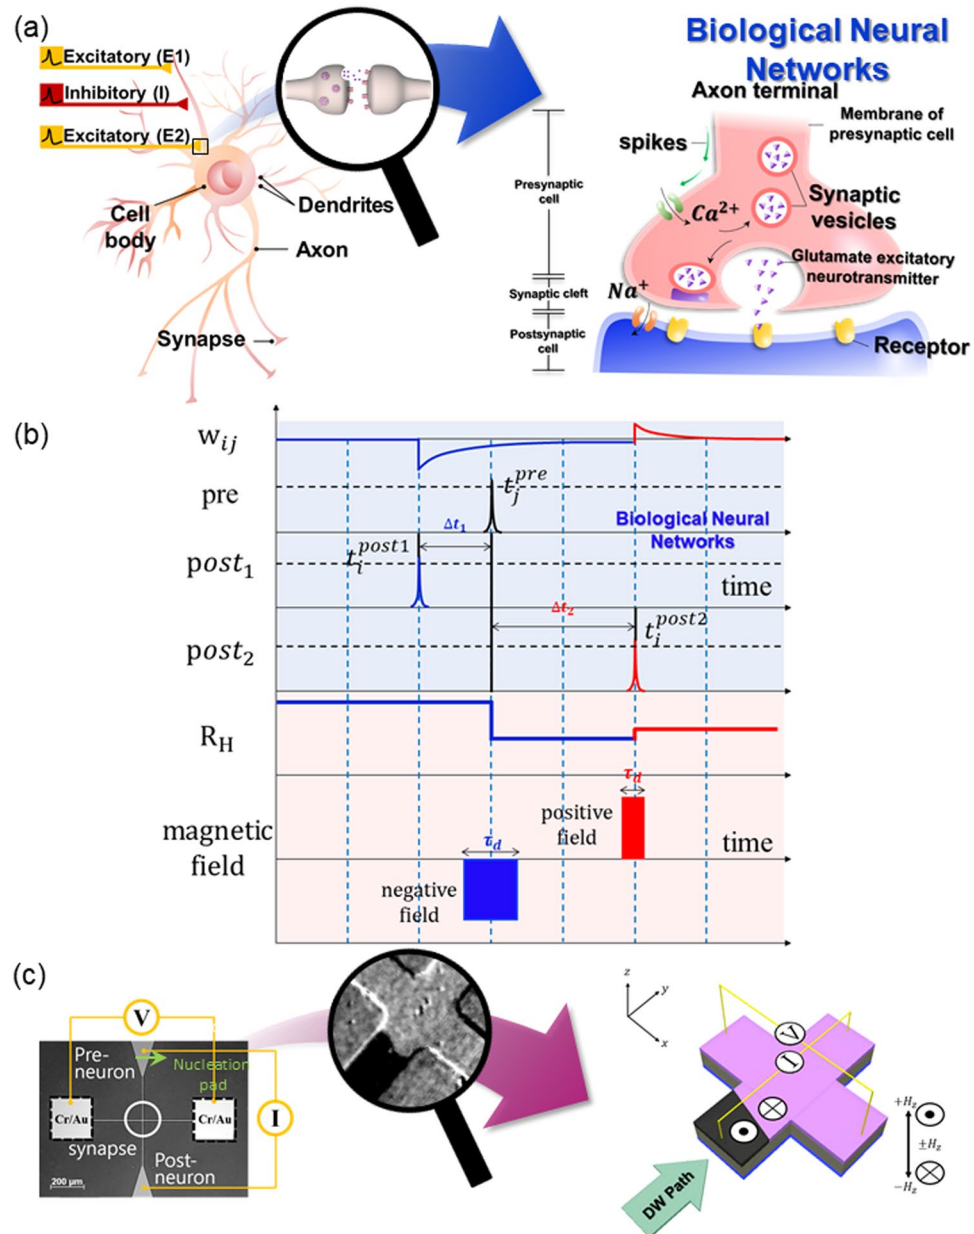 (a)
Excitatory (E1)
Inhibitory (I)
Excitatory (E2)
Cell
body
Dendrites
Axon
Synapse
Biological Neural
Networks
Axon terminal
Membrane of
presynaptic cell
spikes
Presynaptic
cell
Ca2+
Synaptic
vesicles
Glutamate excitatory
neurotransmitter
Na+
Synaptic cleft
Postsynaptic
cell
Receptor
(b)
wij
pre
tjpre
Δt1
Biological Neural
Networks
post1
tipost1
time
Δt2
post2
tipost2
RH
τd
magnetic
field
positive
field
time
τd
negative
field
(c)
V
Pre-
neuron
Nucleation
pad
Cr/Au
Cr/Au
I
synapse
Post-
neuron
200 μm
z
y
x
V
I
+Hz
±Hz
−Hz
DW Path